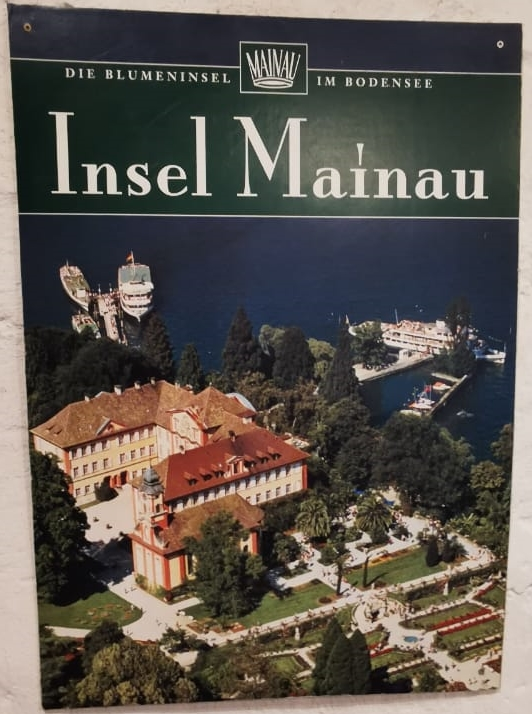 MAINAU
DIE BLUMENINSEL IM BODENSEE
Insel Mainau